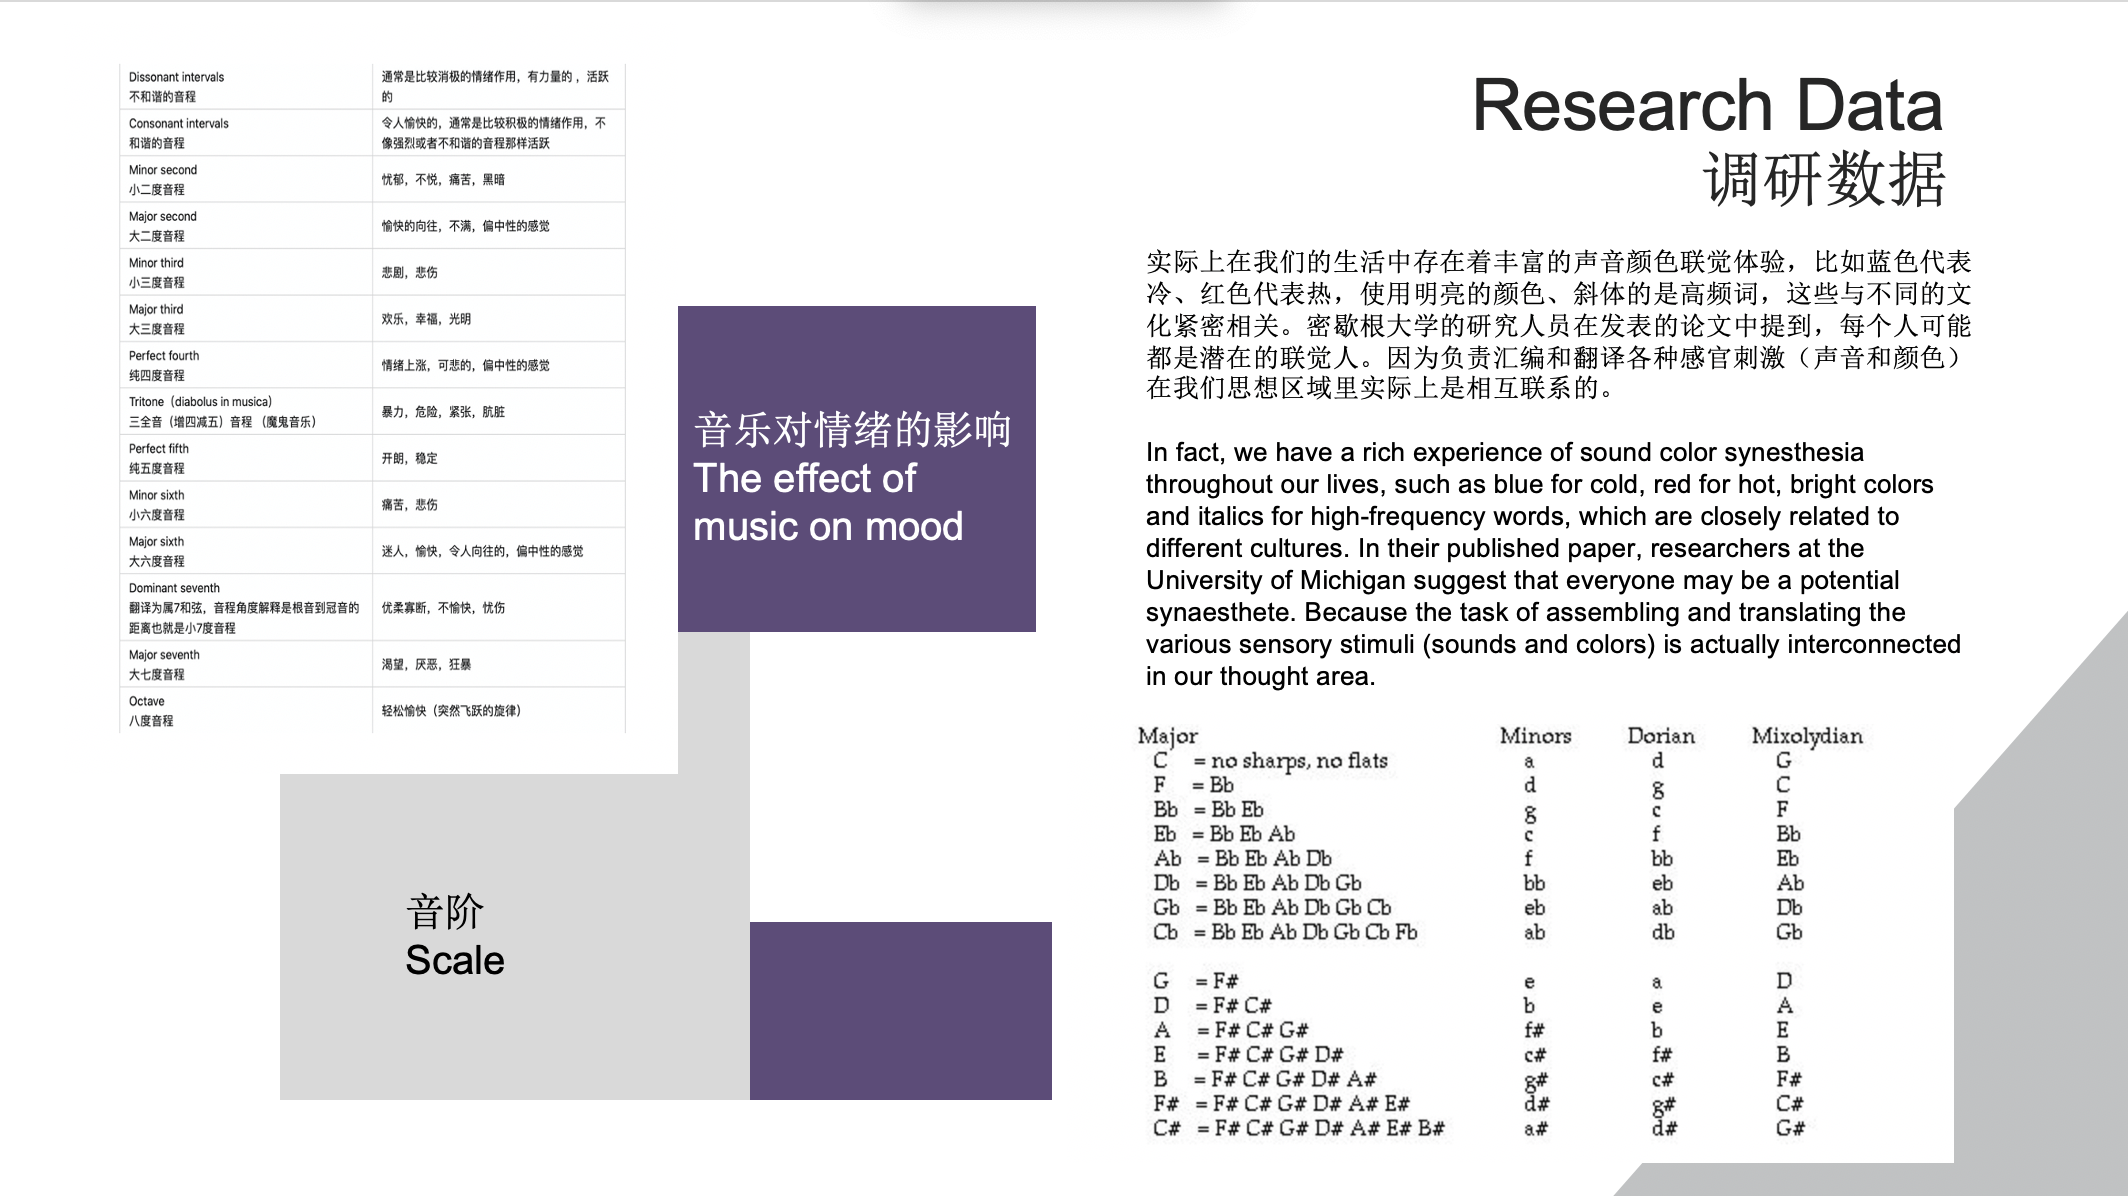 Dissonant intervals
不和谐的音程
通常是比较消极的情绪作用，有力量的，活跃
的
Consonant intervals
和谐的音程
令人愉快的，通常是比较积极的情绪作用，不
像强烈或者不和谐的音程那样活跃
Minor second
小二度音程
忧郁，不悦，痛苦，黑暗
Major second
大二度音程
愉快的向往，不满，偏中性的感觉
Minor third
小三度音程
悲剧，悲伤
Major third
大三度音程
欢乐，幸福，光明
Perfect fourth
纯四度音程
情绪上涨，可悲的，偏中性的感觉
Tritone（diabolus in musica）
三全音（增四减五）音程 （魔鬼音乐）
暴力，危险，紧张，肮脏
Perfect fifth
纯五度音程
开朗，稳定
Minor sixth
小六度音程
痛苦，悲伤
Major sixth
大六度音程
迷人，愉快，令人向往的，偏中性的感觉
Dominant seventh
翻译为属7和弦，音程角度解释是根音到冠音的
距离也就是小7度音程
优柔寡断，不愉快，忧伤
Major seventh
大七度音程
渴望，厌恶，狂暴
Octave
八度音程
轻松愉快（突然飞跃的旋律）
音乐对情绪的影响
The effect of
music on mood
音阶
Scale
Research Data
调研数据
实际上在我们的生活中存在着丰富的声音颜色联觉体验，比如蓝色代表
冷、红色代表热，使用明亮的颜色、斜体的是高频词，这些与不同的文
化紧密相关。密歇根大学的研究人员在发表的论文中提到，每个人可能
都是潜在的联觉人。因为负责汇编和翻译各种感官刺激（声音和颜色）
在我们思想区域里实际上是相互联系的。
In fact, we have a rich experience of sound color synesthesia
throughout our lives, such as blue for cold, red for hot, bright colors
and italics for high-frequency words, which are closely related to
different cultures. In their published paper, researchers at the
University of Michigan suggest that everyone may be a potential
synaesthete. Because the task of assembling and translating the
various sensory stimuli (sounds and colors) is actually interconnected
in our thought area.
Major Minors Dorian Mixolydian
C = no sharps, no flats a d G
F = Bb d g C
Bb = Bb Eb g c F
Eb = Bb Eb Ab c f Bb
Ab = Bb Eb Ab Db f bb Eb
Db = Bb Eb Ab Db Gb bb eb Ab
Gb = Bb Eb Ab Db Gb Cb eb ab Db
Cb = Bb Eb Ab Db Gb Cb Fb ab db Gb
G = F# e a D
D = F# C# b e A
A = F# C# G# f# b E
E = F# C# G# D# c# f# B
B = F# C# G# D# A# g# c# F#
F# = F# C# G# D# A# E# d# g# C#
C# = F# C# G# D# A# E# B# a# d# G#